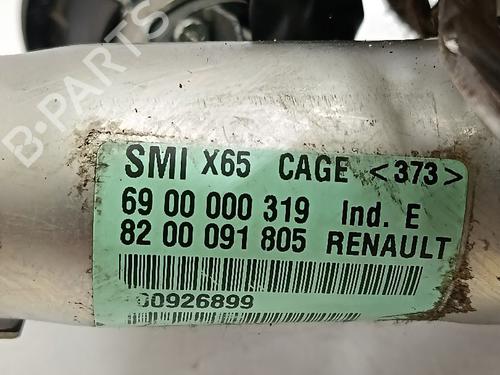 B-PARTS
SMI X65 CAGE <373>
69 00 000 319 Ind. E
82 00 091 805 RENAULT
00926899